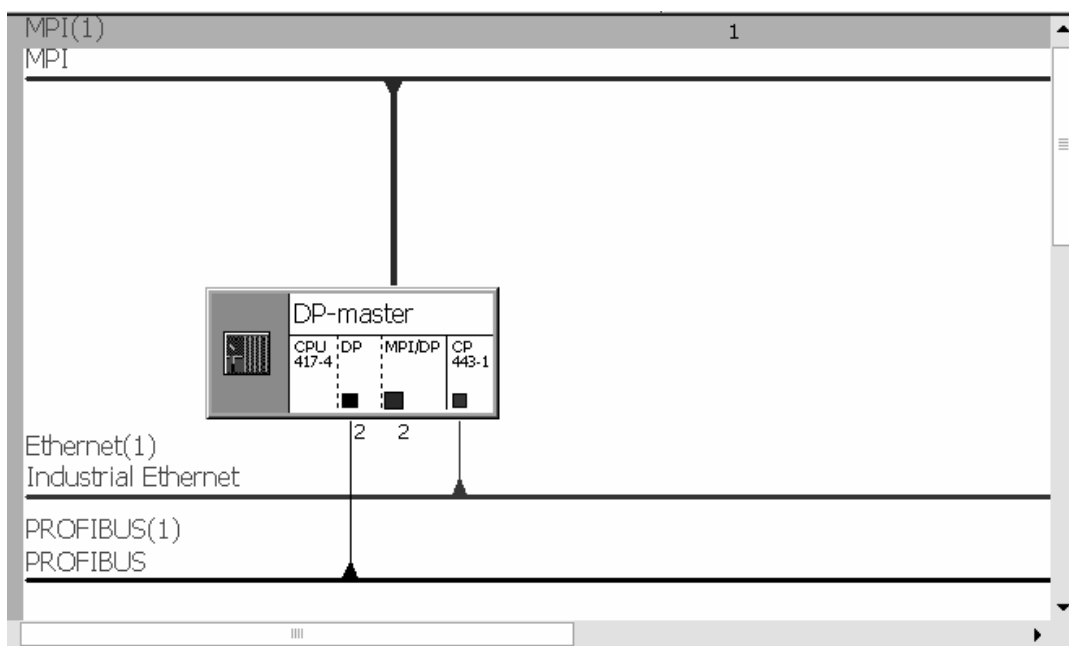 MPI(1)
1
MPI
DP-master
CPU 417-4
DP
MPI/DP
CP 443-1
2
2
Ethernet(1)
Industrial Ethernet
PROFIBUS(1)
PROFIBUS